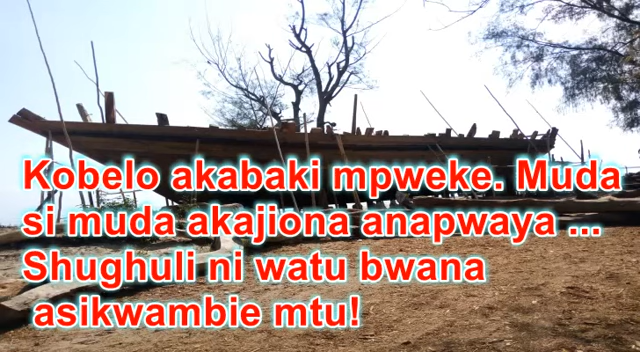 Kobelo akabaki mpweke. Muda
si muda akajiona anapwaya ...
Shughuli ni watu bwana
asikwambie mtu!